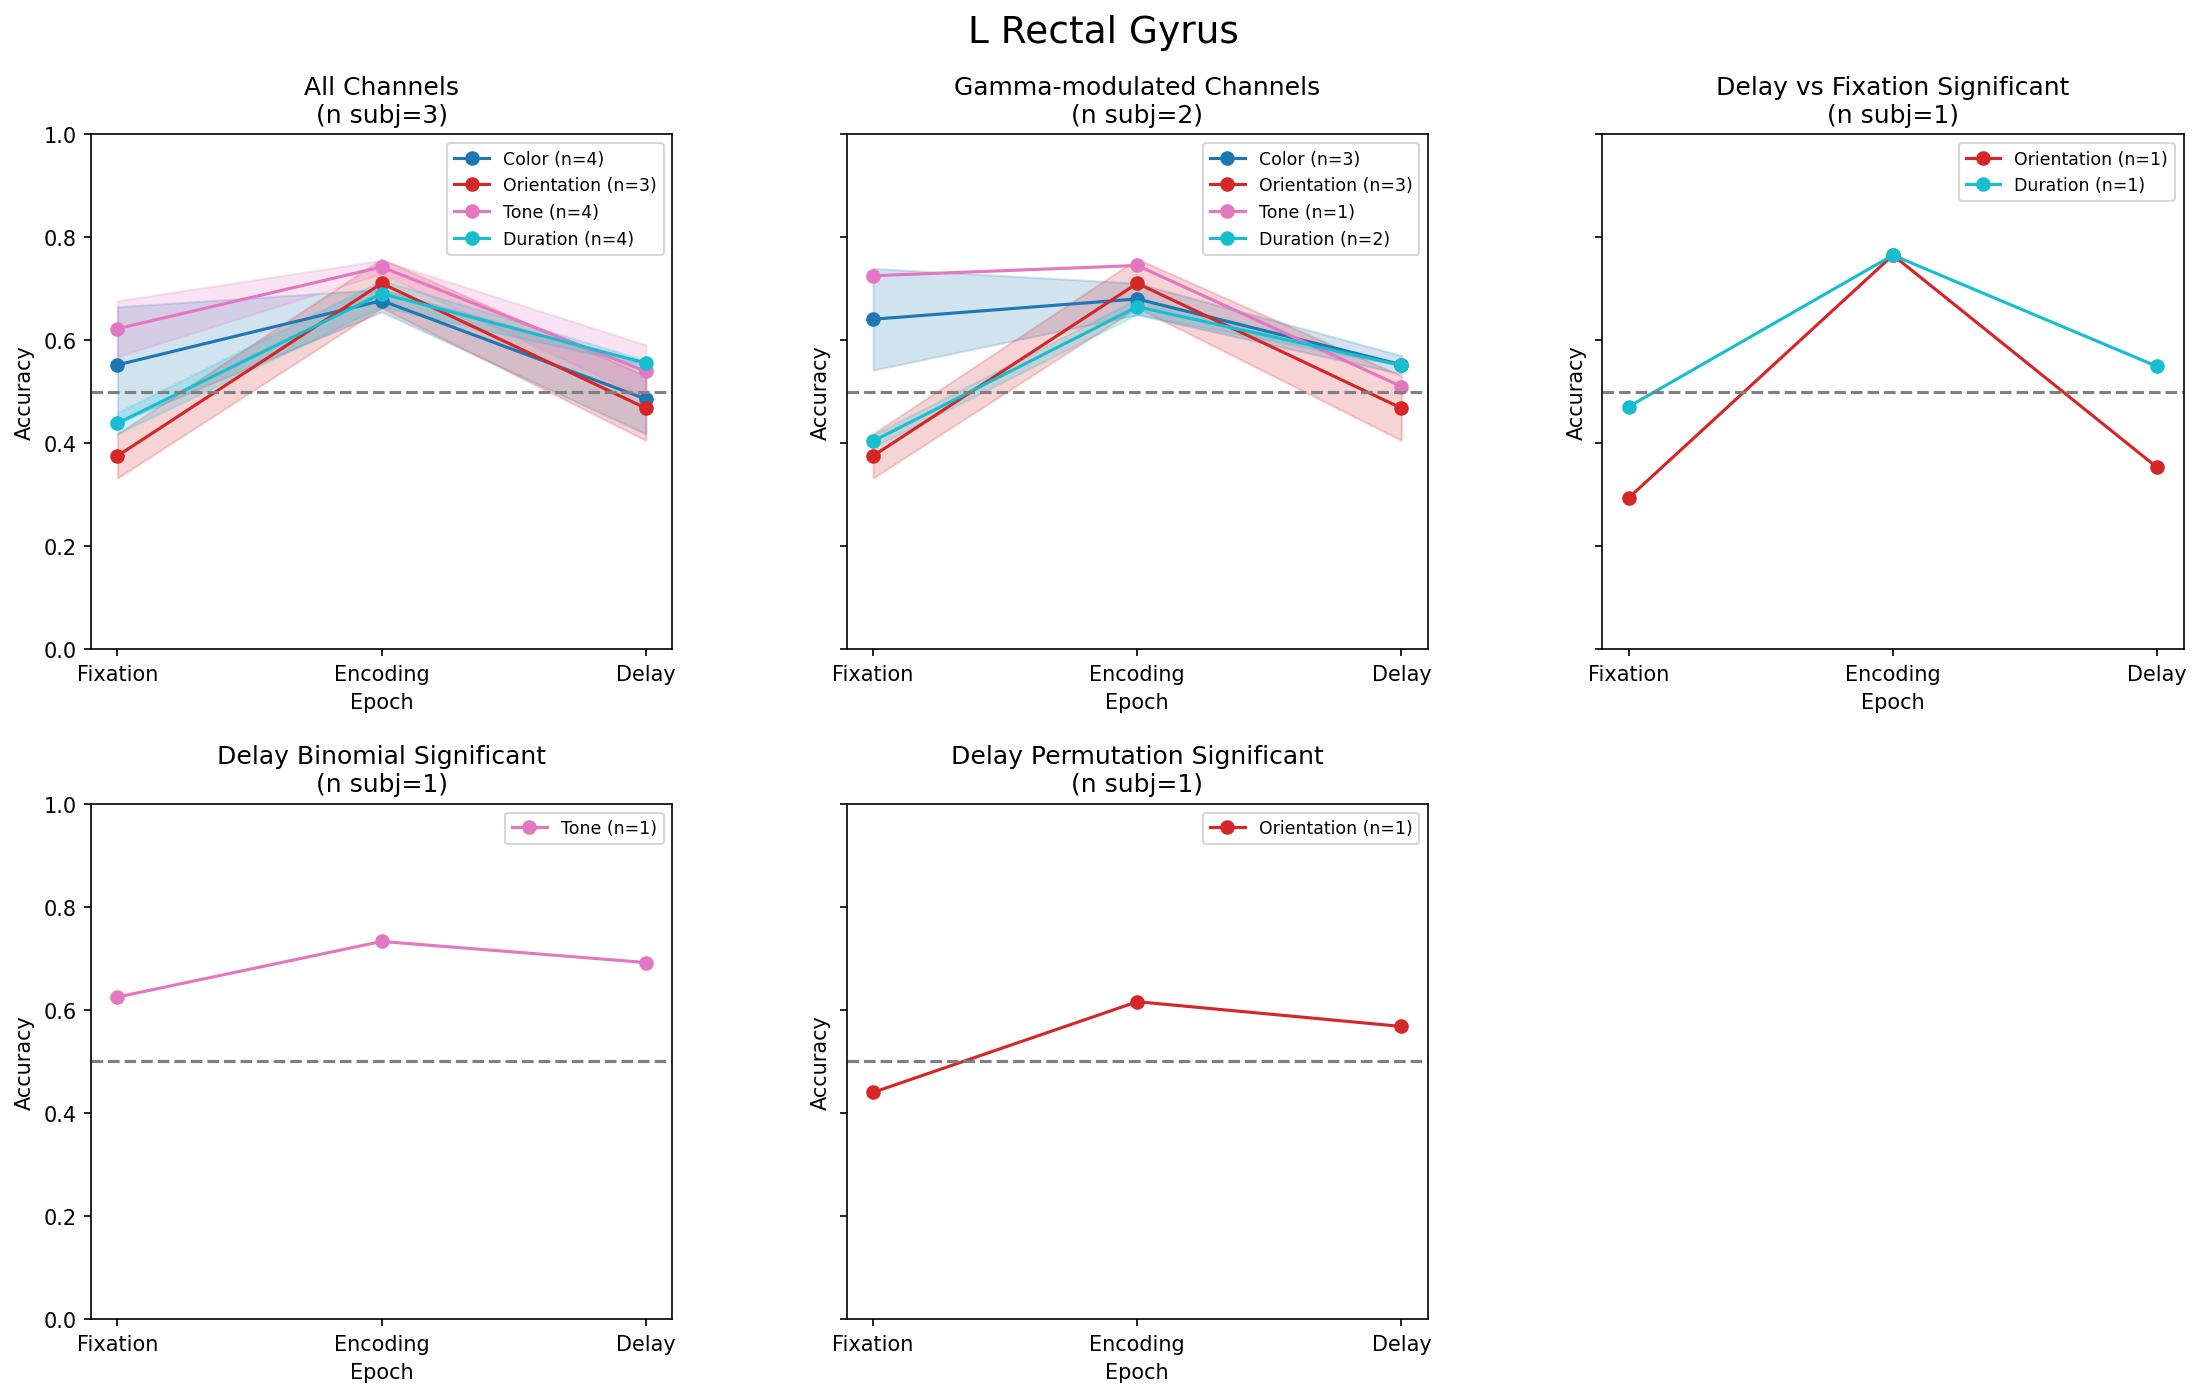 L Rectal Gyrus
All Channels
(n subj=3)
1.0
0.8
0.6
0.4
0.2
0.0
Accuracy
Color (n=4)
Orientation (n=3)
Tone (n=4)
Duration (n=4)
Fixation
Encoding
Delay
Epoch
Gamma-modulated Channels
(n subj=2)
Accuracy
Color (n=3)
Orientation (n=3)
Tone (n=1)
Duration (n=2)
Fixation
Encoding
Delay
Epoch
Delay vs Fixation Significant
(n subj=1)
Accuracy
Orientation (n=1)
Duration (n=1)
Fixation
Encoding
Delay
Epoch
Delay Binomial Significant
(n subj=1)
1.0
0.8
0.6
0.4
0.2
0.0
Accuracy
Tone (n=1)
Fixation
Encoding
Delay
Epoch
Delay Permutation Significant
(n subj=1)
Accuracy
Orientation (n=1)
Fixation
Encoding
Delay
Epoch